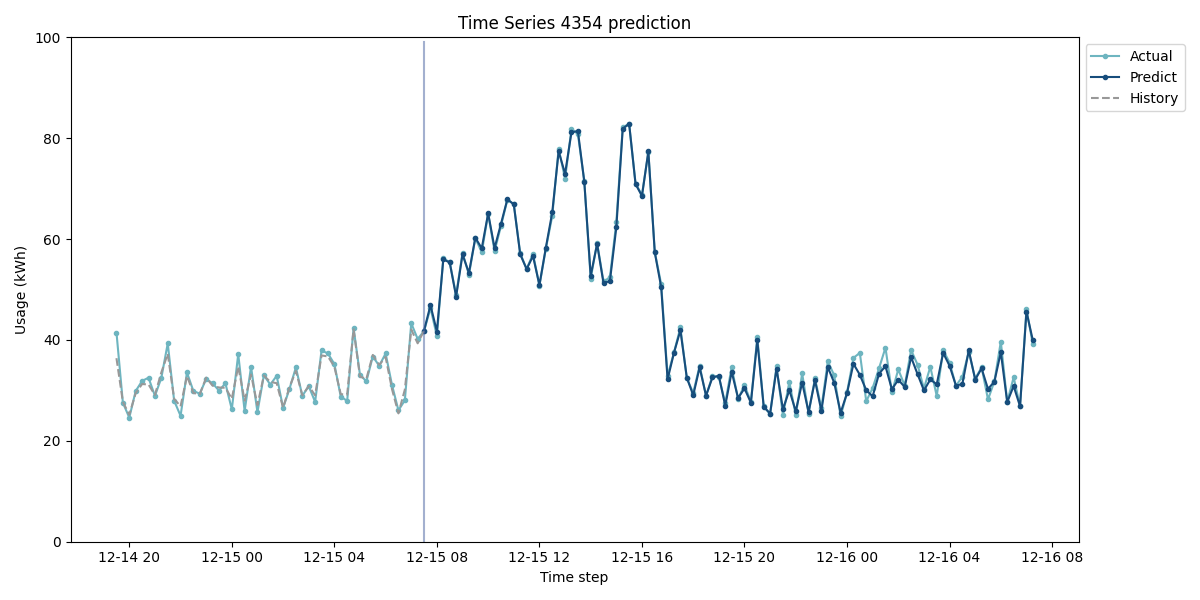 Time Series 4354 prediction
Usage (kWh)
100
80
60
40
20
0
12-14 20
12-15 00
12-15 04
12-15 08
12-15 12
12-15 16
12-15 20
12-16 00
12-16 04
12-16 08
Time step
Actual
Predict
History